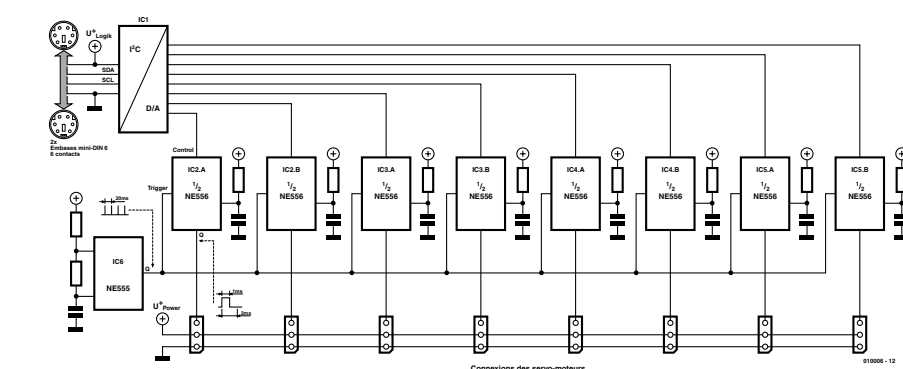 IC1
U+Logik
I²C
SDA
SCL
D/A
2x
Embases mini-DIN 6
6 contacts
Control
Trigger
IC2.A
1/2
NE556
IC2.B
1/2
NE556
IC3.A
1/2
NE556
IC3.B
1/2
NE556
IC4.A
1/2
NE556
IC4.B
1/2
NE556
IC5.A
1/2
NE556
IC5.B
1/2
NE556
20ms
Q
Q
IC6
NE555
1ms
2ms
U+Power
Connexions des servo-moteurs
010006 - 12